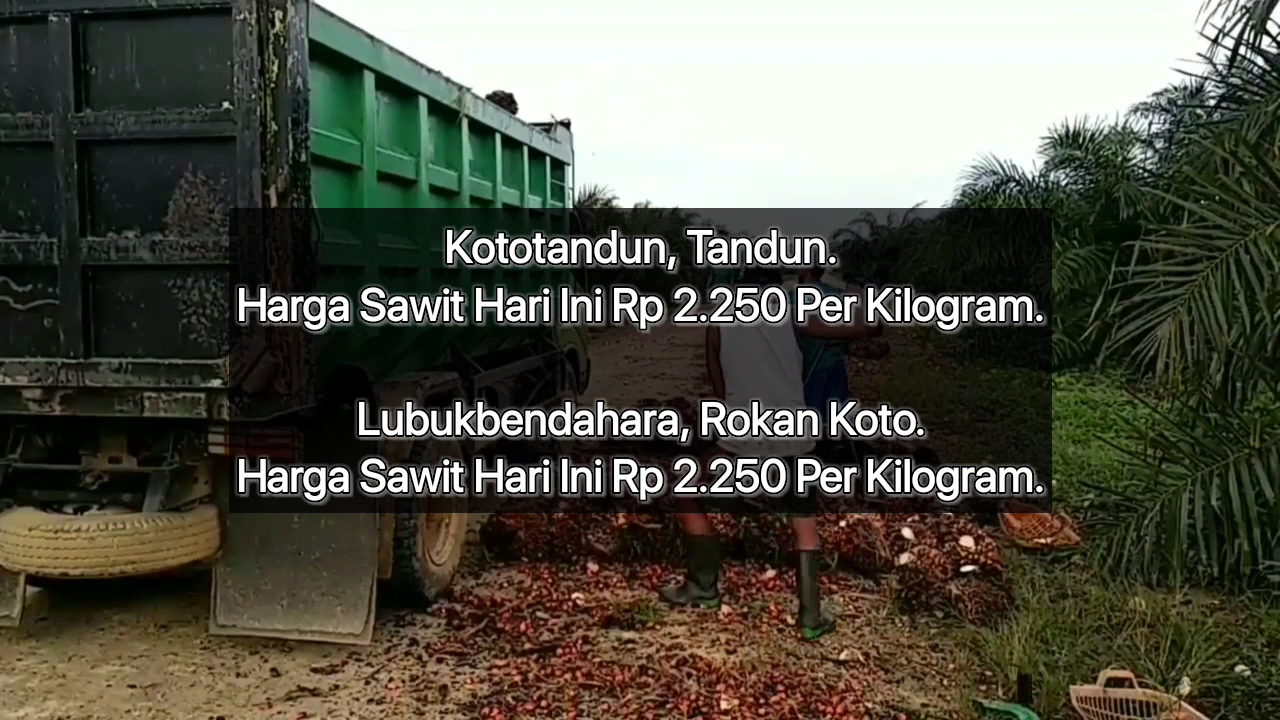 Kototandun, Tandun.
Harga Sawit Hari Ini Rp 2.250 Per Kilogram.
Lubukbendahara, Rokan Koto.
Harga Sawit Hari Ini Rp 2.250 Per Kilogram.